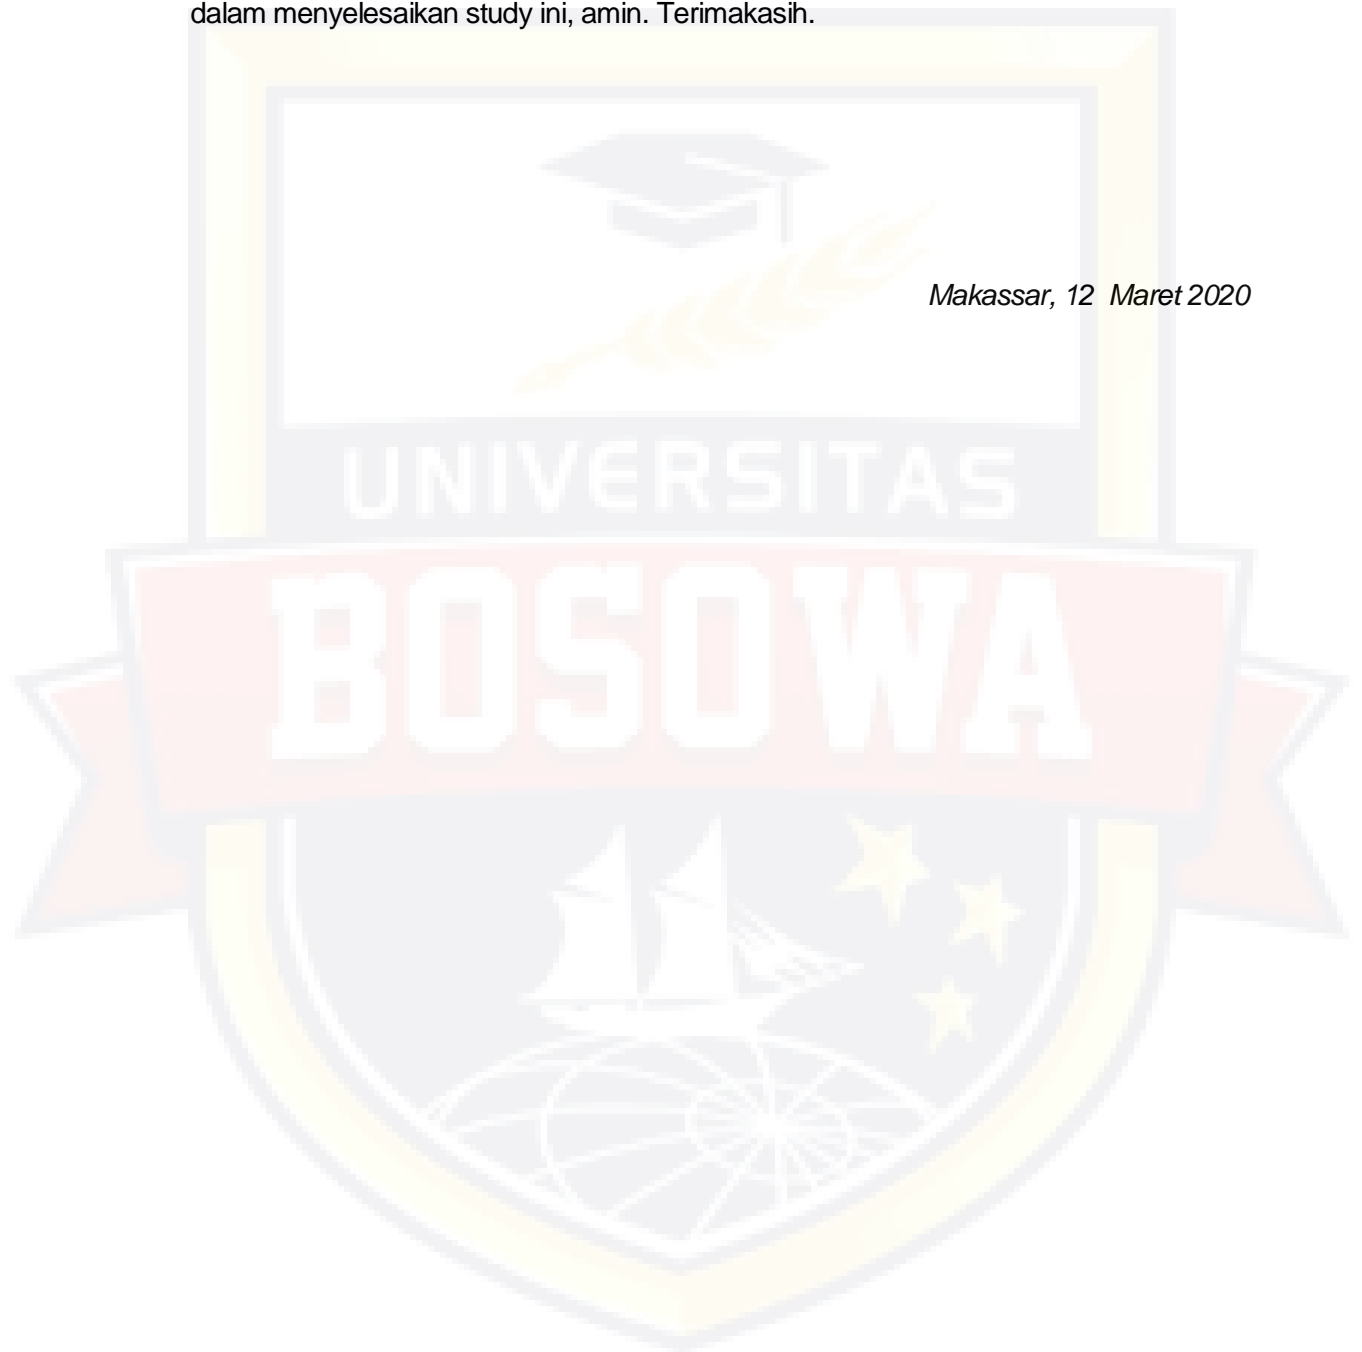 dalam menyelesaikan study ini, amin. Terimakasih.
Makassar, 12  Maret 2020
UNIVERSITAS
BOSOWA